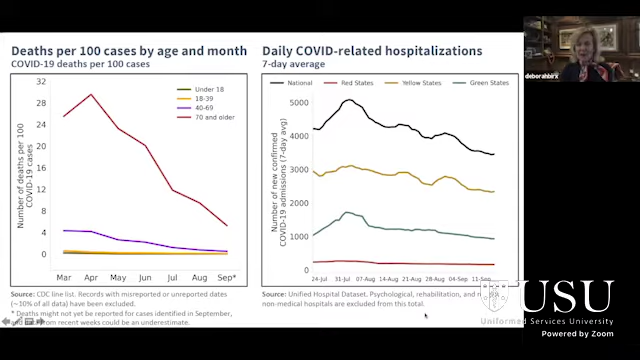 Deaths per 100 cases by age and month
COVID-19 deaths per 100 cases
32
28
24
20
16
12
8
4
0
Number of deaths per 100
COVID-19 cases
Under 18
18-39
40-69
70 and older
Mar Apr May Jun Jul Aug Sep*
Source: CDC line list. Records with misreported or unreported dates
(~10% of all data) have been excluded.
* Deaths might not yet be reported for cases identified in September,
from recent weeks could be an underestimate.
Daily COVID-related hospitalizations
7-day average
National Red States Yellow States Green States
5000
4000
3000
2000
1000
0
Number of new confirmed
COVID-19 admissions (7-day avg)
24-Jul 31-Jul 07-Aug 14-Aug 21-Aug 28-Aug 04-Sep 11-Sep
Source: Unified Hospital Dataset, Psychological, rehabilitation, and
non-medical hospitals are excluded from this total.
deborahbirx
USU
Uniformed Services University
Powered by Zoom